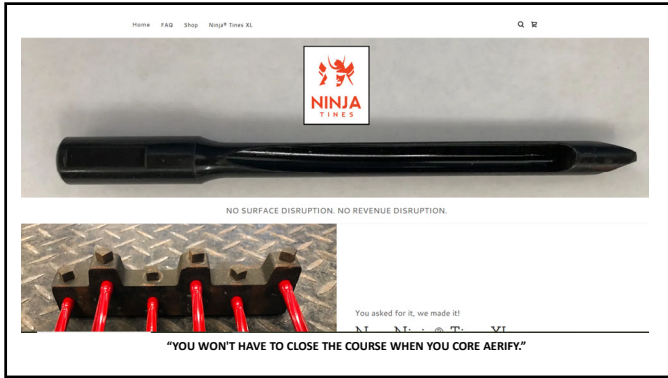 Home FAQ Shop Ninja® Tines XL
NINJA
TINES
NO SURFACE DISRUPTION. NO REVENUE DISRUPTION.
You asked for it, we made it!
“YOU WON'T HAVE TO CLOSE THE COURSE WHEN YOU CORE AERIFY.”